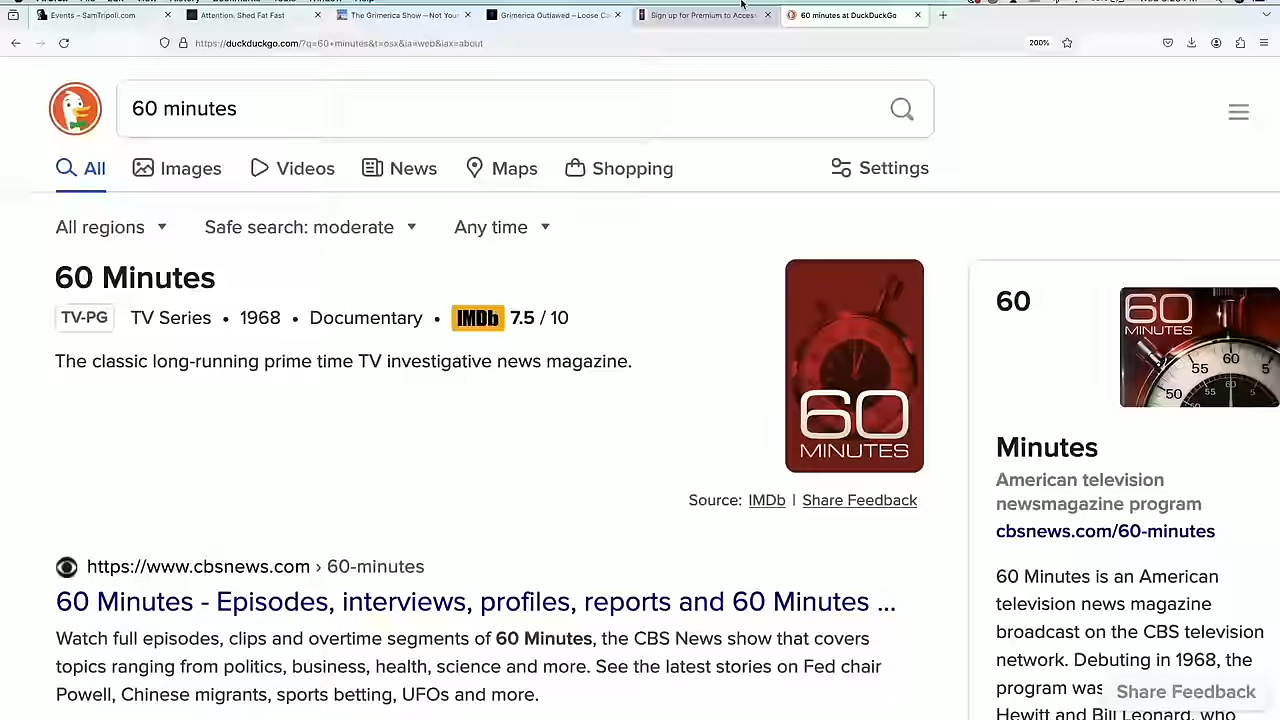 Events – SamTripoli.com
Attention, Shed Fat Fast
The Grimerica Show – Not Your
Grimerica Outlawed – Loose Ca
Sign up for Premium to Access
60 minutes at DuckDuckGo
https://duckduckgo.com/?q=60+minutes&t=osx&ia=web&iax=about
200%
60 minutes
All
Images
Videos
News
Maps
Shopping
Settings
All regions
Safe search: moderate
Any time
60 Minutes
TV-PG TV Series • 1968 • Documentary • IMDb 7.5 / 10
The classic long-running prime time TV investigative news magazine.
60
MINUTES
Source: IMDb | Share Feedback
https://www.cbsnews.com › 60-minutes
60 Minutes - Episodes, interviews, profiles, reports and 60 Minutes ...
Watch full episodes, clips and overtime segments of 60 Minutes, the CBS News show that covers
topics ranging from politics, business, health, science and more. See the latest stories on Fed chair
Powell, Chinese migrants, sports betting, UFOs and more.
60
60
MINUTES
60
55
5
50
55
60
5
50
Minutes
American television
newsmagazine program
cbsnews.com/60-minutes
60 Minutes is an American
television news magazine
broadcast on the CBS television
network. Debuting in 1968, the
program was
Share Feedback
Hewitt and Bill Leonard, who